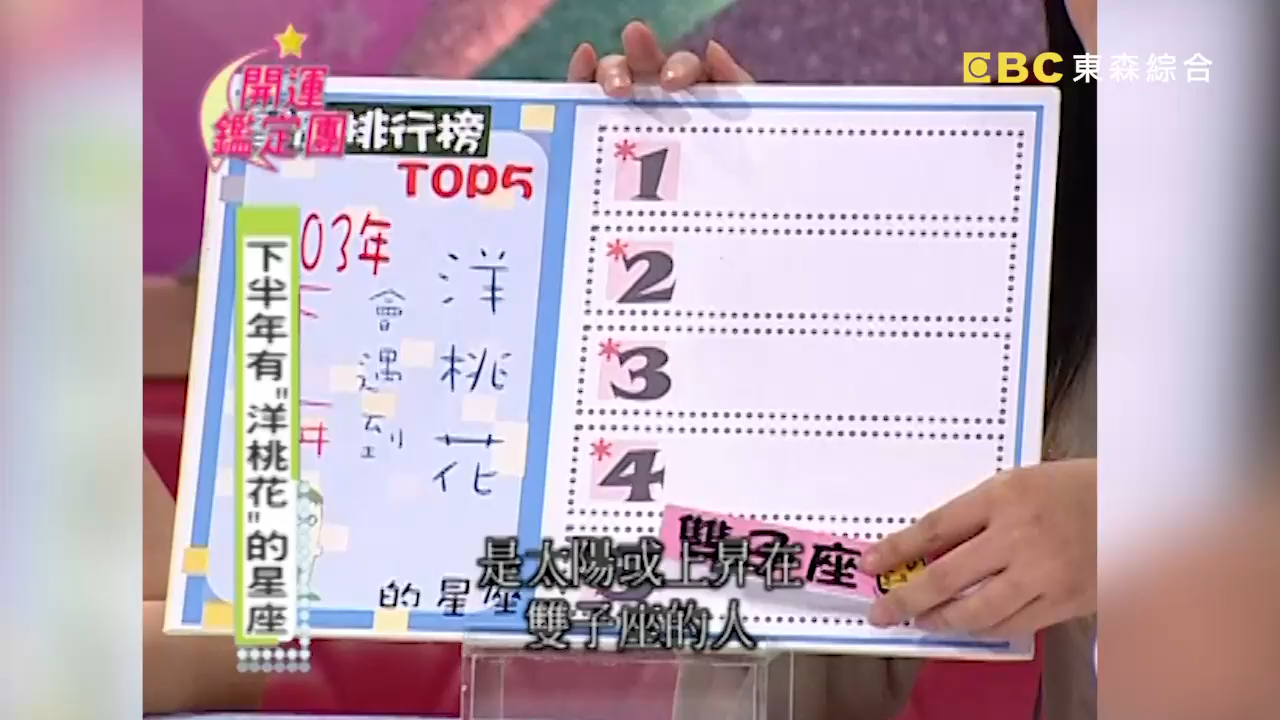 EBC 東森綜合
開運
鑑定團
排行榜
TOP5
下半年有"洋桃花"的星座
03年
會遇到
洋桃花
的星座
*1
*2
*3
*4
雙子座
是太陽或上昇在
雙子座的人